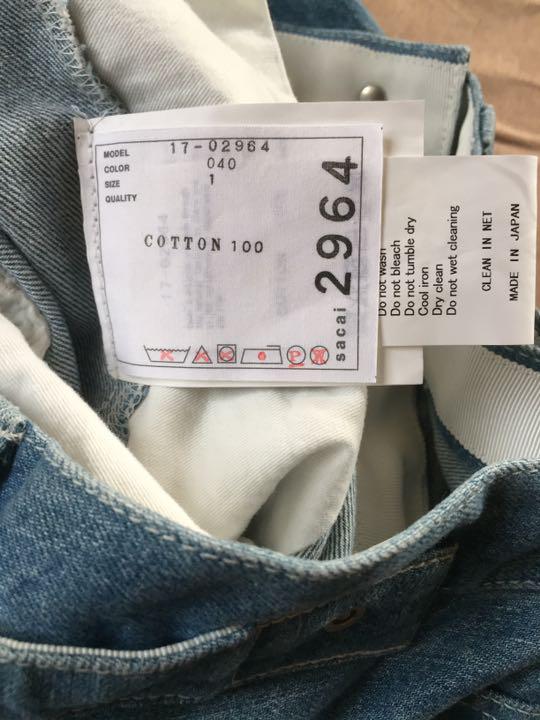 MODEL 17-02964
COLOR 040
SIZE 1
QUALITY
COTTON 100
sacai 2964
P
Do not wash
Do not bleach
Do not tumble dry
Cool iron
Dry clean
Do not wet cleaning
CLEAN IN NET
MADE IN JAPAN